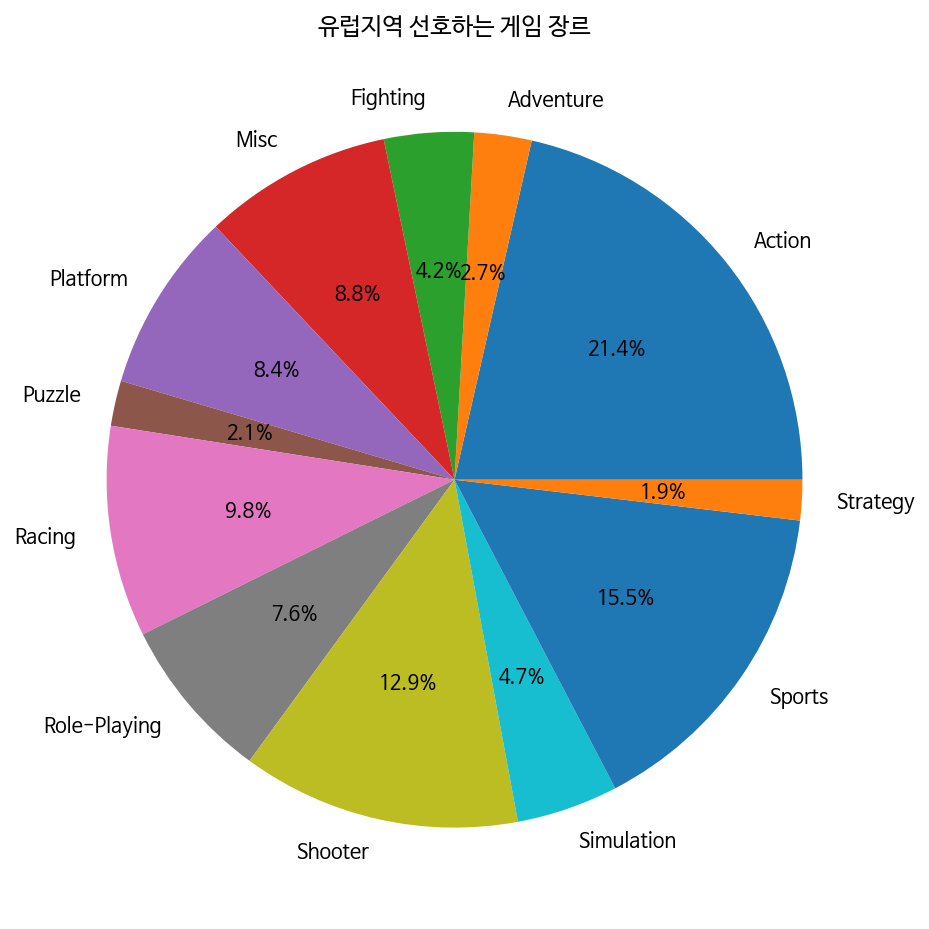 유럽지역 선호하는 게임 장르
Fighting
Adventure
Misc
Action
Platform
4.2%
2.7%
8.8%
21.4%
8.4%
Puzzle
2.1%
1.9%
Strategy
Racing
9.8%
15.5%
7.6%
4.7%
12.9%
Sports
Role-Playing
Simulation
Shooter